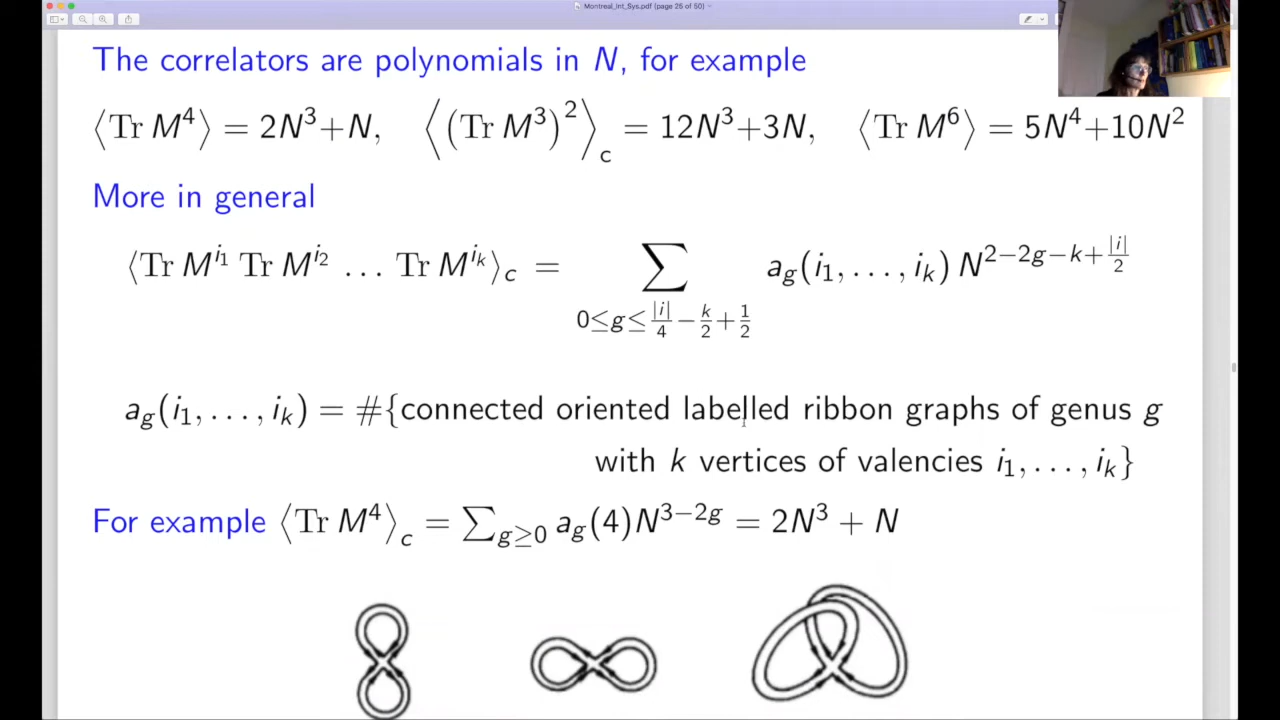 Montreal_Int_Sys.pdf (page 25 of 50)
The correlators are polynomials in N, for example
⟨Tr M⁴⟩ = 2N³+N, ⟨(Tr M³)²⟩_c = 12N³+3N, ⟨Tr M⁶⟩ = 5N⁴+10N²
More in general
⟨Tr M^{i_1} Tr M^{i_2} … Tr M^{i_k}⟩_c = ∑_{0≤g≤|i|/4−k/2+1/2} a_g(i_1, …, i_k) N^{2−2g−k+|i|/2}
a_g(i_1, …, i_k) = #{connected oriented labelled ribbon graphs of genus g
with k vertices of valencies i_1, …, i_k}
For example ⟨Tr M⁴⟩_c = ∑_{g≥0} a_g(4)N^{3−2g} = 2N³ + N